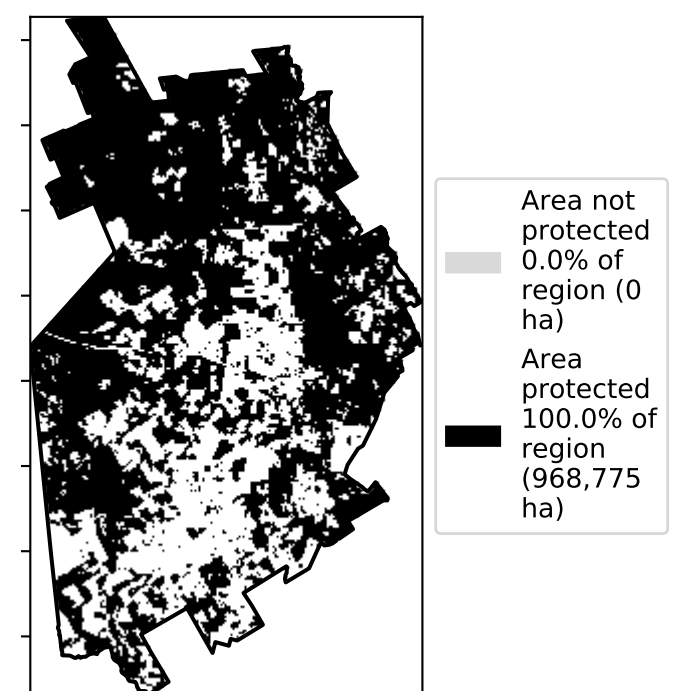 Area not
protected
0.0% of
region (0
ha)
Area
protected
100.0% of
region
(968,775
ha)